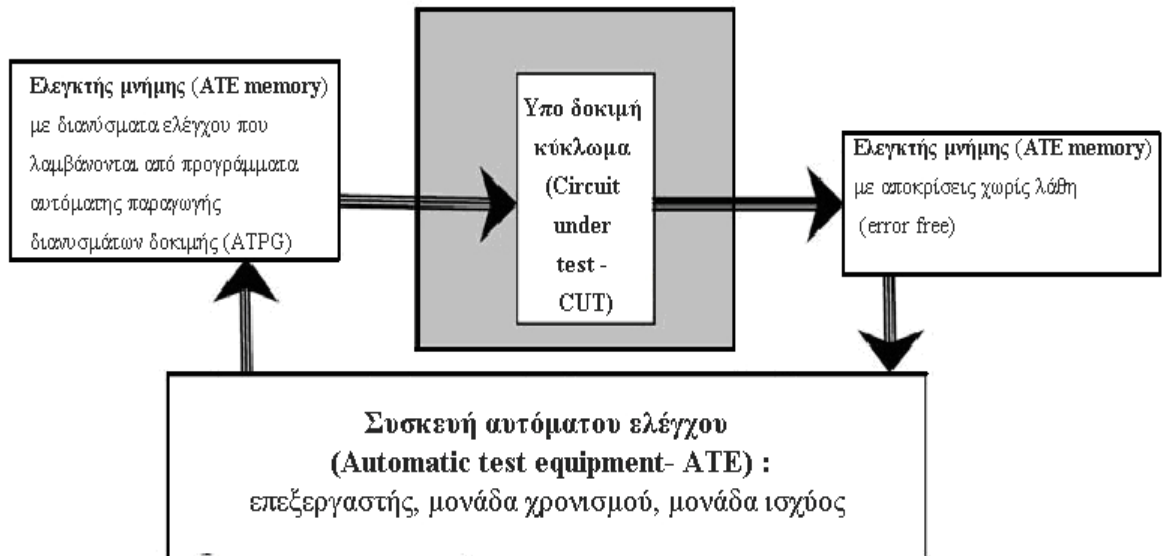 Ελεγκτής μνήμης (ATE memory)
με διανύσματα ελέγχου που
λαμβάνονται από προγράμματα
αυτόματης παραγωγής
διανυσμάτων δοκιμής (ATPG)
Υπο δοκιμή
κύκλωμα
(Circuit
under
test -
CUT)
Ελεγκτής μνήμης (ATE memory)
με αποκρίσεις χωρίς λάθη
(error free)
Συσκευή αυτόματου ελέγχου
(Automatic test equipment- ATE) :
επεξεργαστής, μονάδα χρονισμού, μονάδα ισχύος